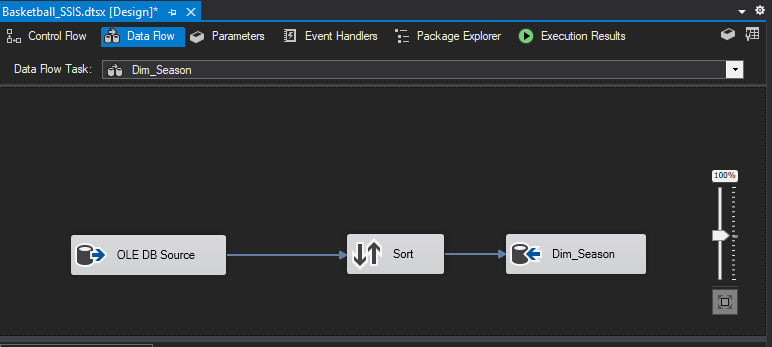 Basketball_SSIS.dtsx [Design]*
Control Flow Data Flow Parameters Event Handlers Package Explorer Execution Results
Data Flow Task: Dim_Season
100%
OLE DB Source Sort Dim_Season